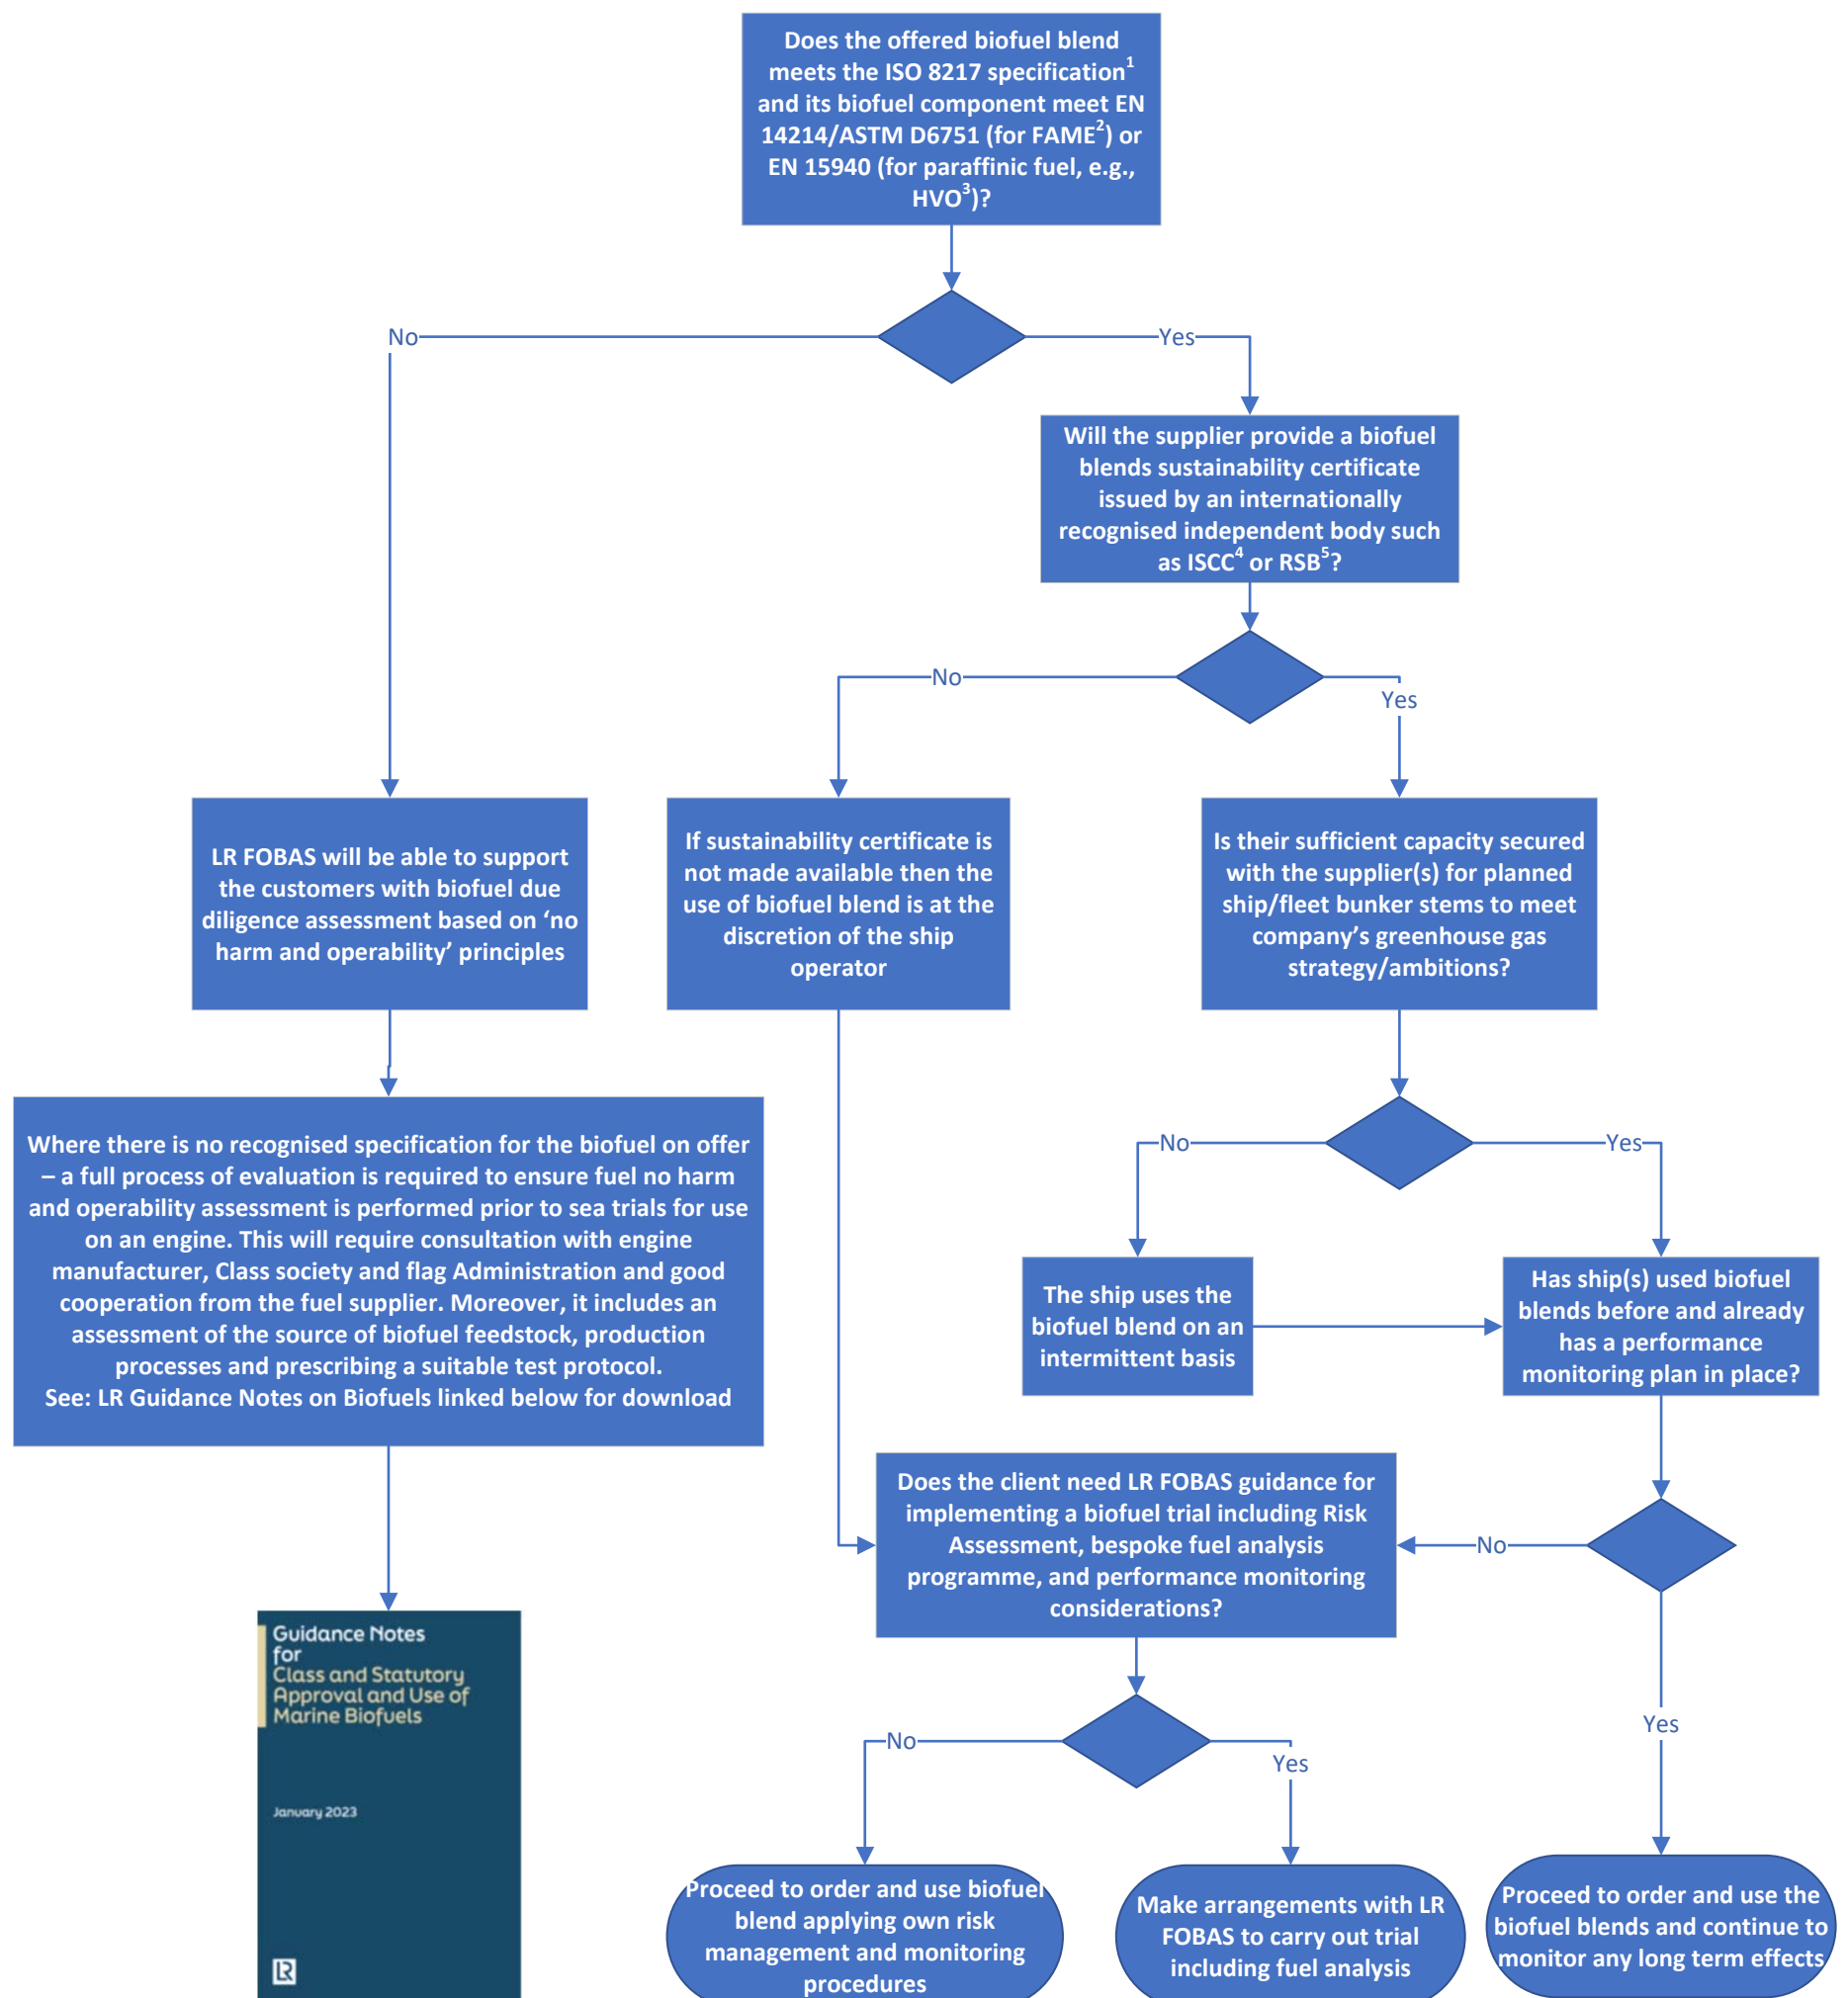 Does the offered biofuel blend
meets the ISO 8217 specification¹
and its biofuel component meet EN
14214/ASTM D6751 (for FAME²) or
EN 15940 (for paraffinic fuel, e.g.,
HVO³)?
No
Yes
Will the supplier provide a biofuel
blends sustainability certificate
issued by an internationally
recognised independent body such
as ISCC⁴ or RSB⁵?
No
Yes
LR FOBAS will be able to support
the customers with biofuel due
diligence assessment based on ‘no
harm and operability’ principles
If sustainability certificate is
not made available then the
use of biofuel blend is at the
discretion of the ship
operator
Is their sufficient capacity secured
with the supplier(s) for planned
ship/fleet bunker stems to meet
company’s greenhouse gas
strategy/ambitions?
Where there is no recognised specification for the biofuel on offer
– a full process of evaluation is required to ensure fuel no harm
and operability assessment is performed prior to sea trials for use
on an engine. This will require consultation with engine
manufacturer, Class society and flag Administration and good
cooperation from the fuel supplier. Moreover, it includes an
assessment of the source of biofuel feedstock, production
processes and prescribing a suitable test protocol.
See: LR Guidance Notes on Biofuels linked below for download
No
Yes
The ship uses the
biofuel blend on an
intermittent basis
Has ship(s) used biofuel
blends before and already
has a performance
monitoring plan in place?
Does the client need LR FOBAS guidance for
implementing a biofuel trial including Risk
Assessment, bespoke fuel analysis
programme, and performance monitoring
considerations?
No
Yes
Guidance Notes
for
Class and Statutory
Approval and Use of
Marine Biofuels
January 2023
LR
No
Yes
Proceed to order and use biofuel
blend applying own risk
management and monitoring
procedures
Make arrangements with LR
FOBAS to carry out trial
including fuel analysis
Proceed to order and use the
biofuel blends and continue to
monitor any long term effects